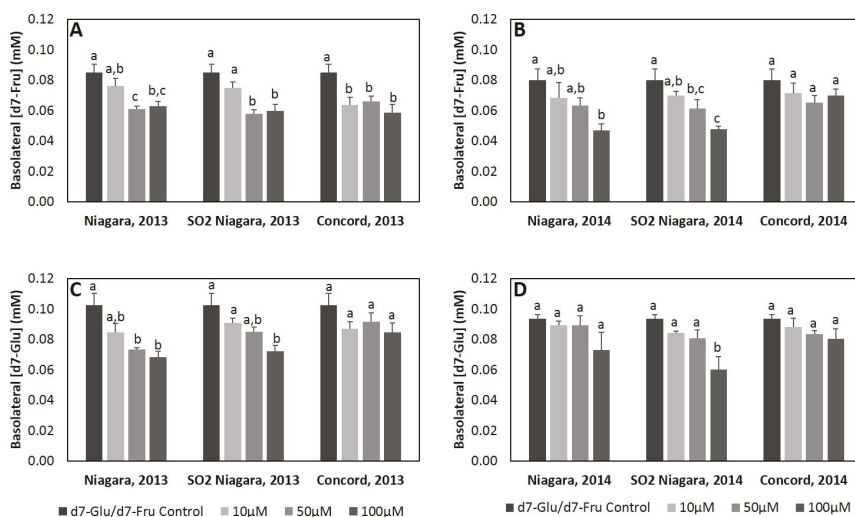 A
Basolateral [d7-Fru] (mM)
0.12
0.10
0.08
0.06
0.04
0.02
0.00
a a,b c b,c
a a b b
a b b b
Niagara, 2013 SO2 Niagara, 2013 Concord, 2013
B
Basolateral [d7-Fru] (mM)
0.12
0.10
0.08
0.06
0.04
0.02
0.00
a a,b a,b b
a a,b b,c c
a a a a
Niagara, 2014 SO2 Niagara, 2014 Concord, 2014
C
Basolateral [d7-Glu] (mM)
0.12
0.10
0.08
0.06
0.04
0.02
0.00
a a,b b b
a a a,b b
a a a a
Niagara, 2013 SO2 Niagara, 2013 Concord, 2013
d7-Glu/d7-Fru Control 10μM 50μM 100μM
D
Basolateral [d7-Glu] (mM)
0.12
0.10
0.08
0.06
0.04
0.02
0.00
a a a a
a a a b
a a a a
Niagara, 2014 SO2 Niagara, 2014 Concord, 2014
d7-Glu/d7-Fru Control 10μM 50μM 100μM